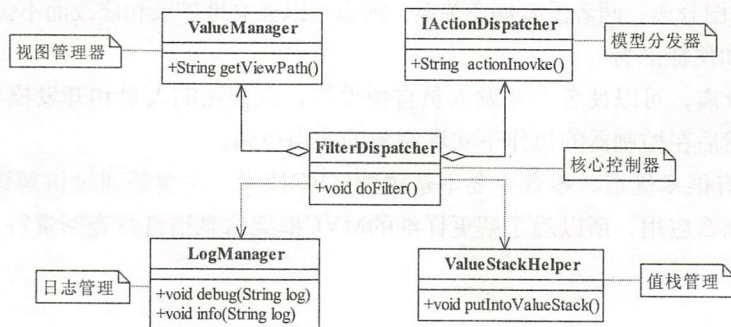 ValueManager
+String getViewPath()
视图管理器
IActionDispatcher
+String actionInovke()
模型分发器
FilterDispatcher
+void doFilter()
核心控制器
LogManager
+void debug(String log)
+void info(String log)
日志管理
ValueStackHelper
+void putIntoValueStack()
值栈管理